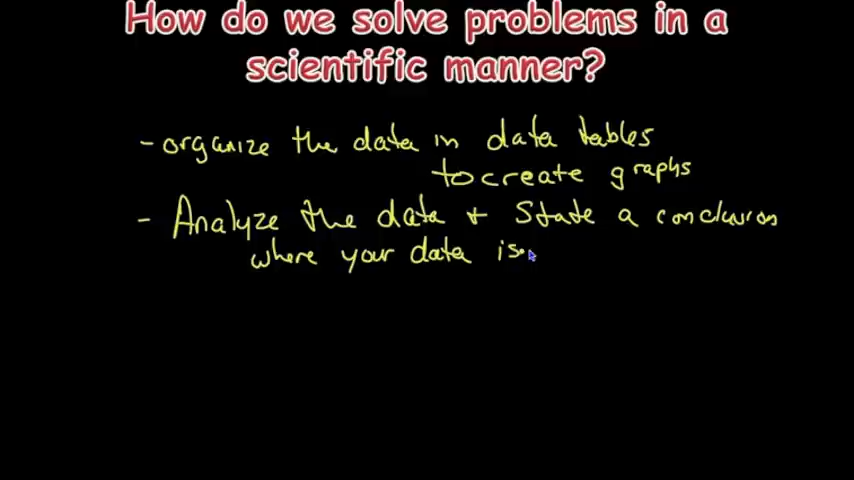 How do we solve problems in a
scientific manner?
- organize the data in data tables
to create graphs
- Analyze the data + State a conclusion
where your data is